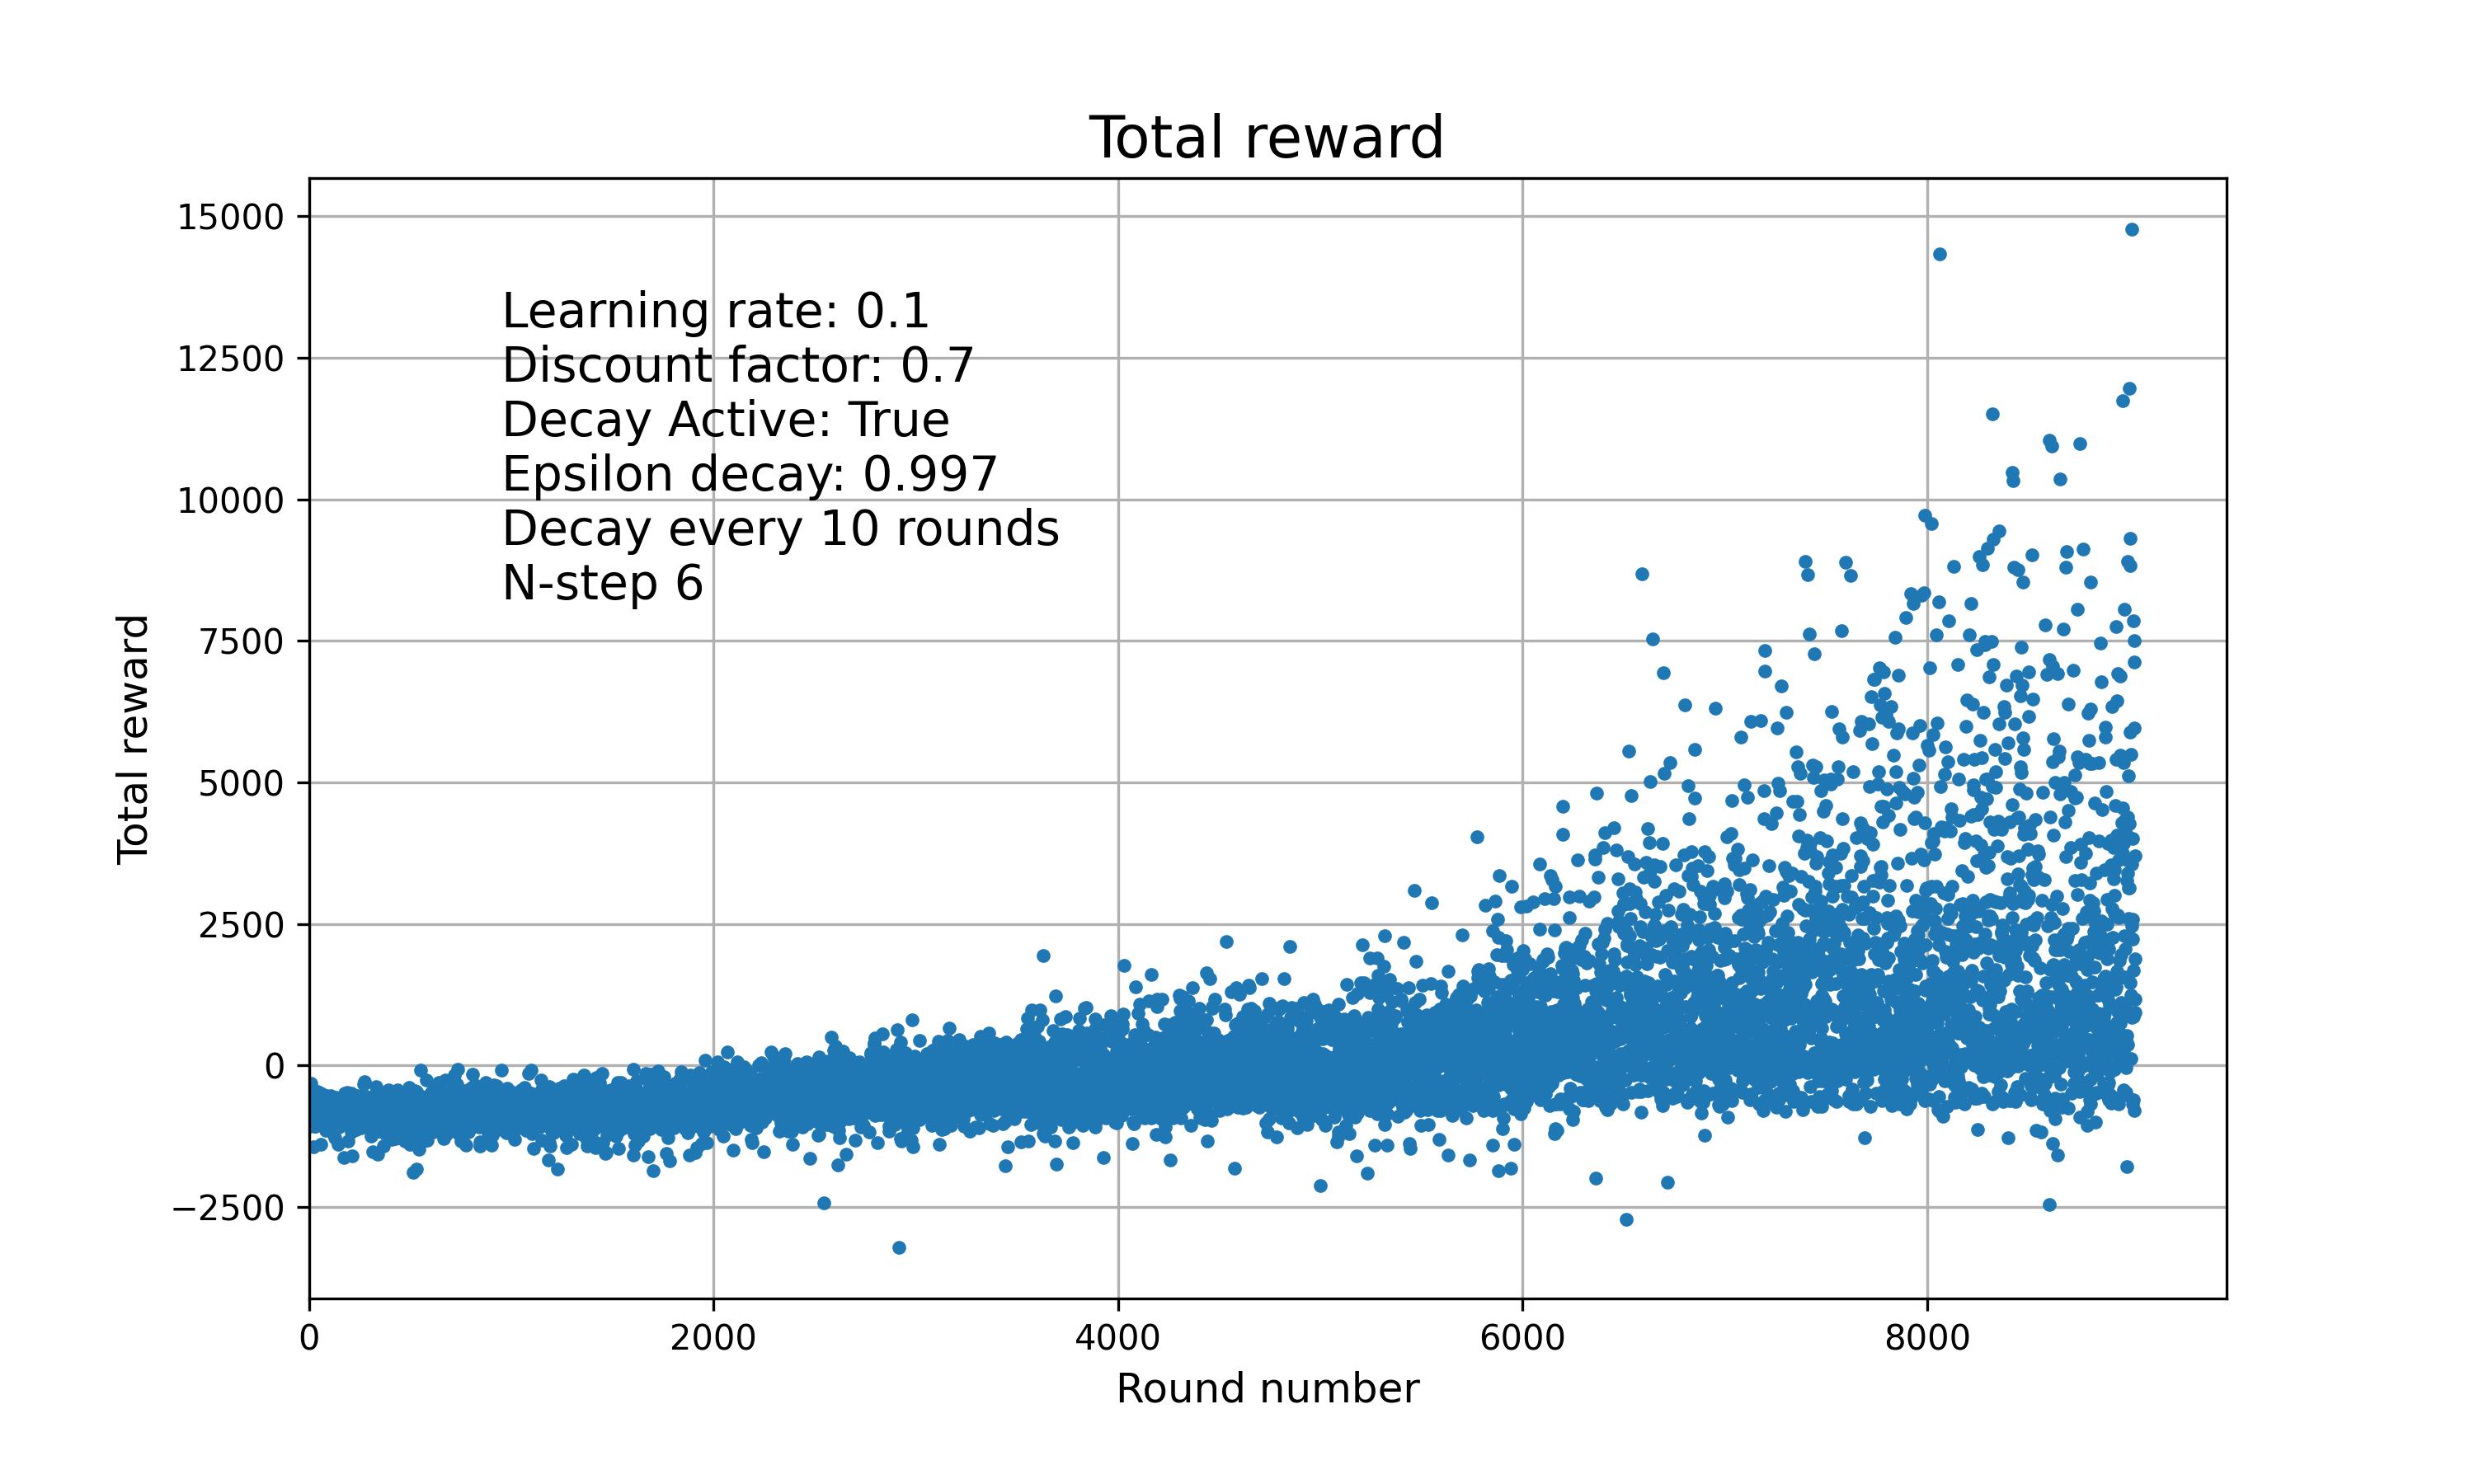 Total reward
15000
12500
10000
7500
5000
2500
0
−2500
Total reward
Learning rate: 0.1
Discount factor: 0.7
Decay Active: True
Epsilon decay: 0.997
Decay every 10 rounds
N-step 6
0 2000 4000 6000 8000
Round number